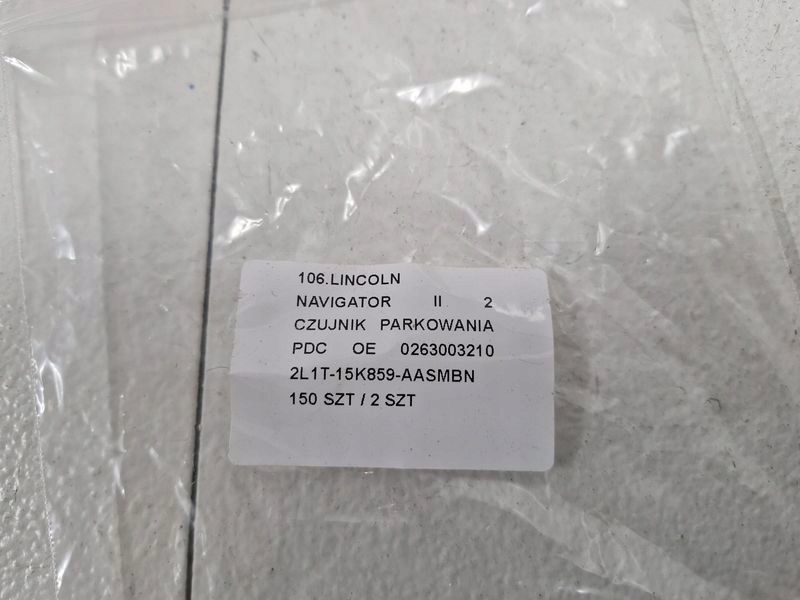 106.LINCOLN
NAVIGATOR II 2
CZUJNIK PARKOWANIA
PDC OE 0263003210
2L1T-15K859-AASMBN
150 SZT / 2 SZT